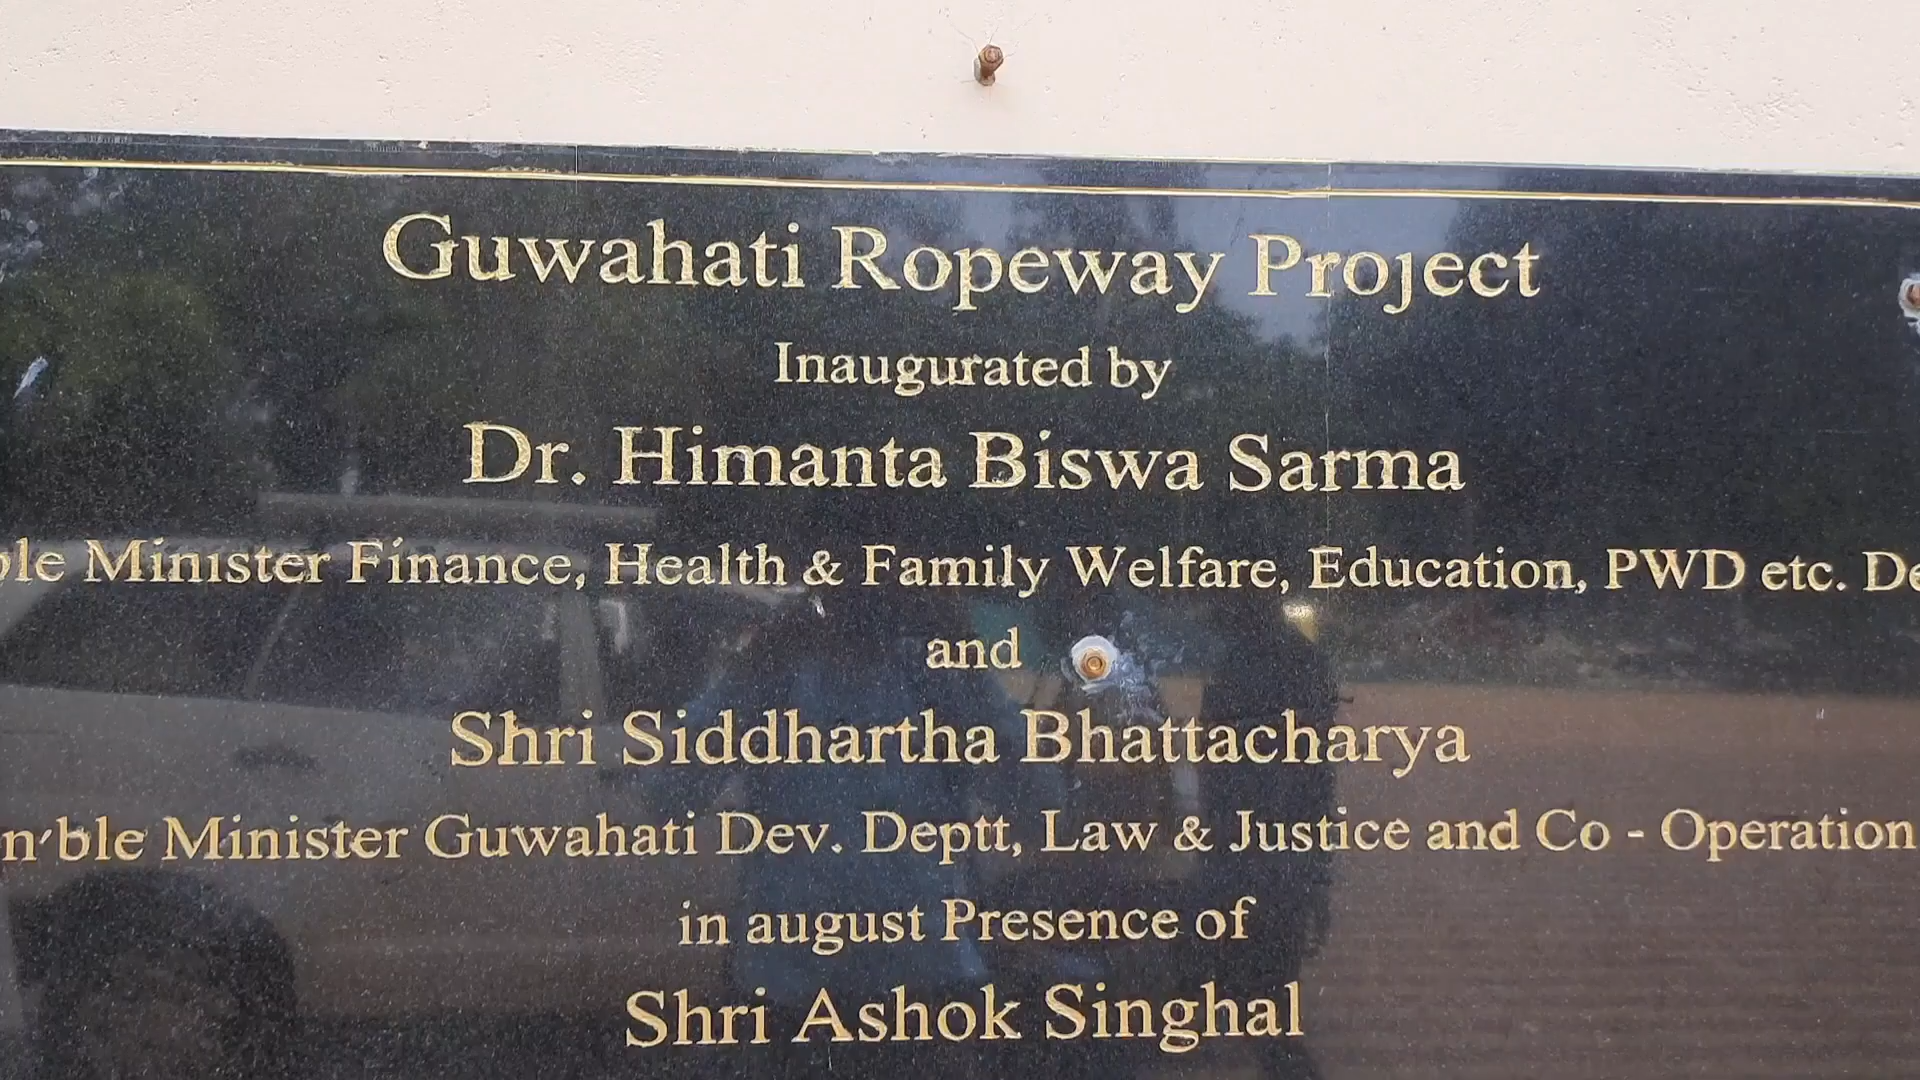 Guwahati Ropeway Project
Inaugurated by
Dr. Himanta Biswa Sarma
Minister Finance, Health & Family Welfare, Education, PWD etc.
and
Shri Siddhartha Bhattacharya
n'ble Minister Guwahati Dev. Deptt, Law & Justice and Co - Operation
in august Presence of
Shri Ashok Singhal